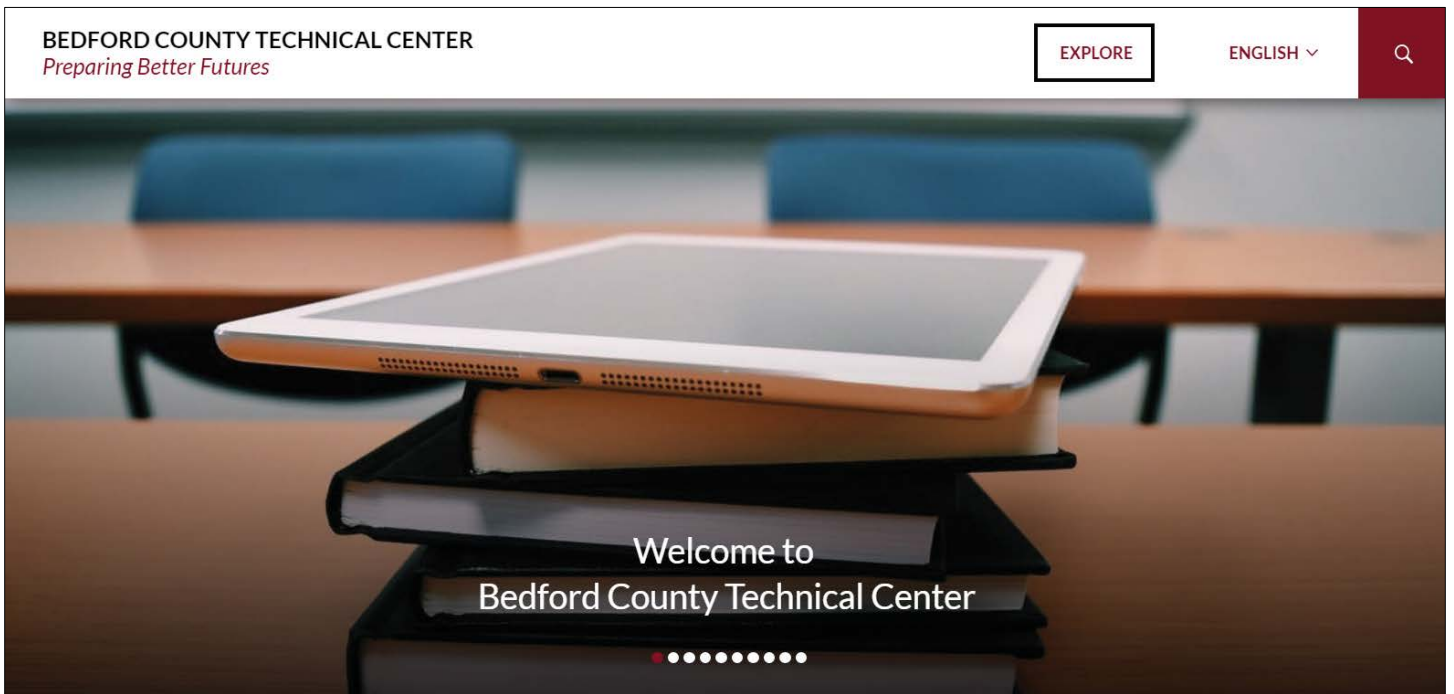 BEDFORD COUNTY TECHNICAL CENTER
Preparing Better Futures
EXPLORE
ENGLISH
Welcome to
Bedford County Technical Center